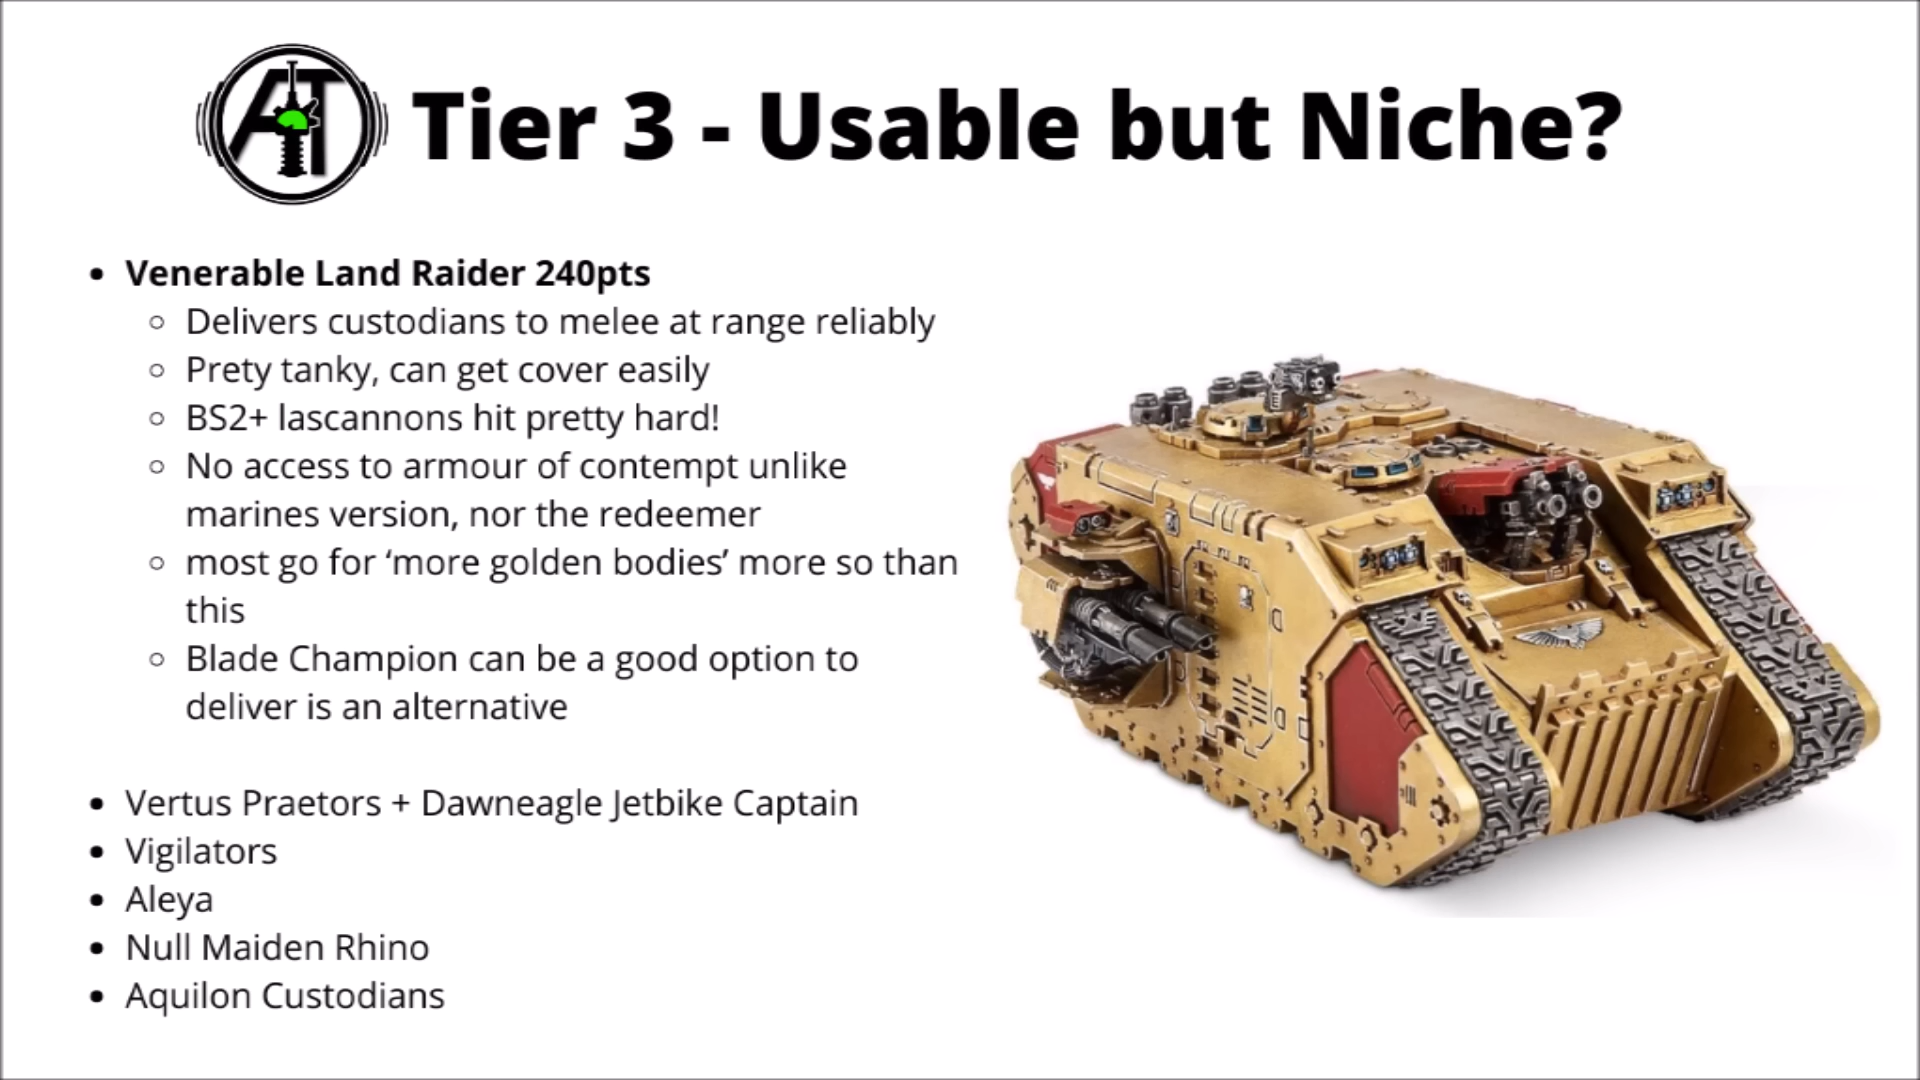 AT
Tier 3 - Usable but Niche?
• Venerable Land Raider 240pts
◦ Delivers custodians to melee at range reliably
◦ Prety tanky, can get cover easily
◦ BS2+ lascannons hit pretty hard!
◦ No access to armour of contempt unlike
marines version, nor the redeemer
◦ most go for ‘more golden bodies’ more so than
this
◦ Blade Champion can be a good option to
deliver is an alternative
• Vertus Praetors + Dawneagle Jetbike Captain
• Vigilators
• Aleya
• Null Maiden Rhino
• Aquilon Custodians